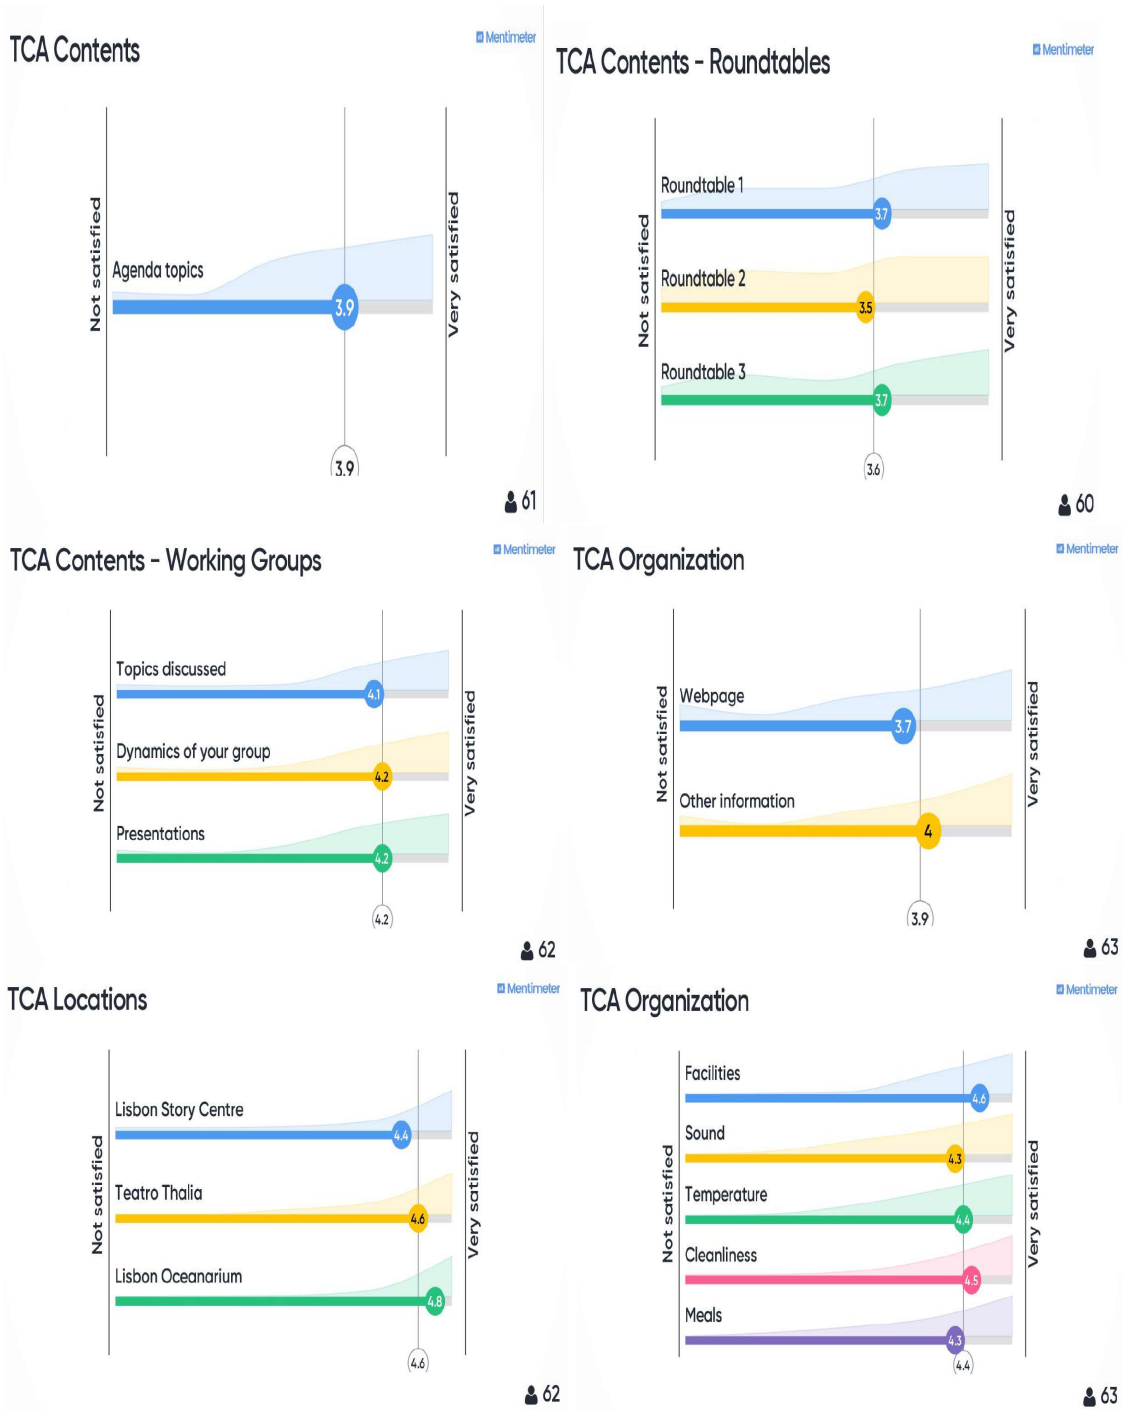 TCA Contents
Mentimeter
Not satisfied
Very satisfied
Agenda topics
3.9
3.9
61
TCA Contents - Roundtables
Mentimeter
Not satisfied
Very satisfied
Roundtable 1
3.7
Roundtable 2
3.5
Roundtable 3
3.7
3.6
60
TCA Contents - Working Groups
Mentimeter
Not satisfied
Very satisfied
Topics discussed
4.1
Dynamics of your group
4.2
Presentations
4.2
4.2
62
TCA Organization
Mentimeter
Not satisfied
Very satisfied
Webpage
3.7
Other information
4
3.9
63
TCA Locations
Mentimeter
Not satisfied
Very satisfied
Lisbon Story Centre
4.4
Teatro Thalia
4.6
Lisbon Oceanarium
4.8
4.6
62
TCA Organization
Mentimeter
Not satisfied
Very satisfied
Facilities
4.6
Sound
4.3
Temperature
4.4
Cleanliness
4.5
Meals
4.3
4.4
63